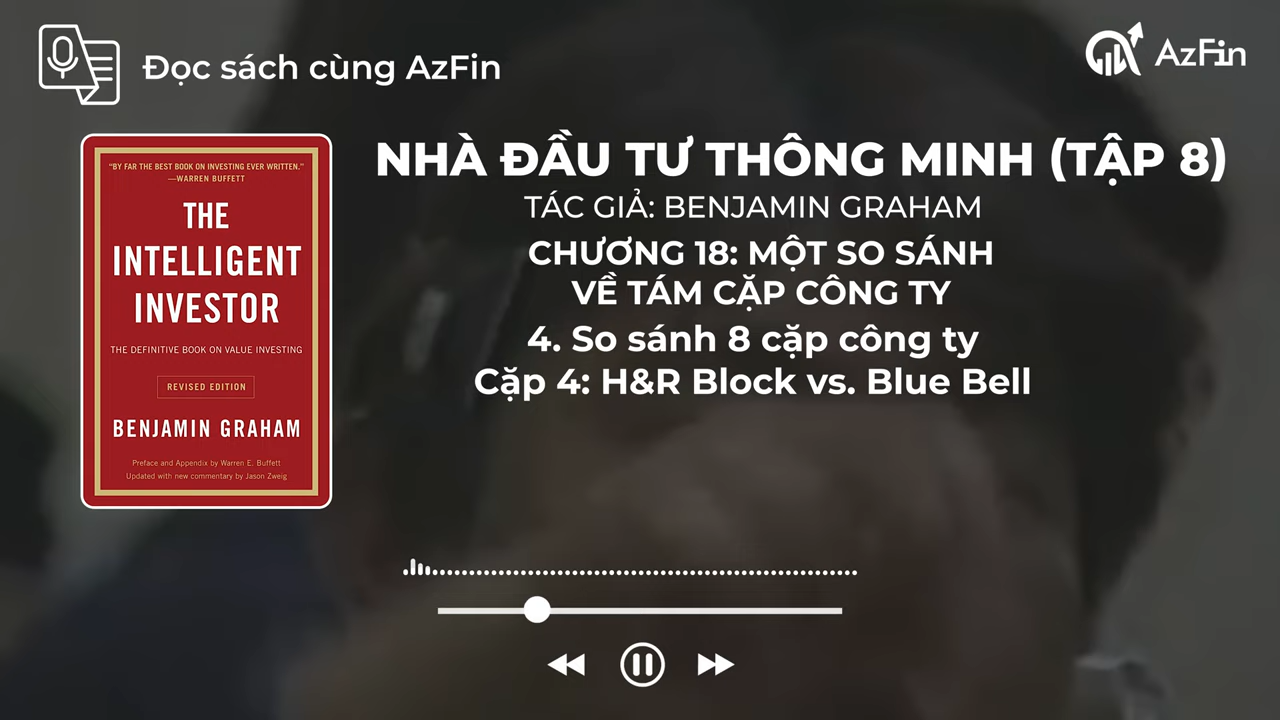 Đọc sách cùng AzFin
AzFin
"BY FAR THE BEST BOOK ON INVESTING EVER WRITTEN."
—WARREN BUFFETT
THE
INTELLIGENT
INVESTOR
THE DEFINITIVE BOOK ON VALUE INVESTING
REVISED EDITION
BENJAMIN GRAHAM
Preface and Appendix by Warren E. Buffett
Updated with new commentary by Jason Zweig
NHÀ ĐẦU TƯ THÔNG MINH (TẬP 8)
TÁC GIẢ: BENJAMIN GRAHAM
CHƯƠNG 18: MỘT SO SÁNH
VỀ TÁM CẶP CÔNG TY
4. So sánh 8 cặp công ty
Cặp 4: H&R Block vs. Blue Bell